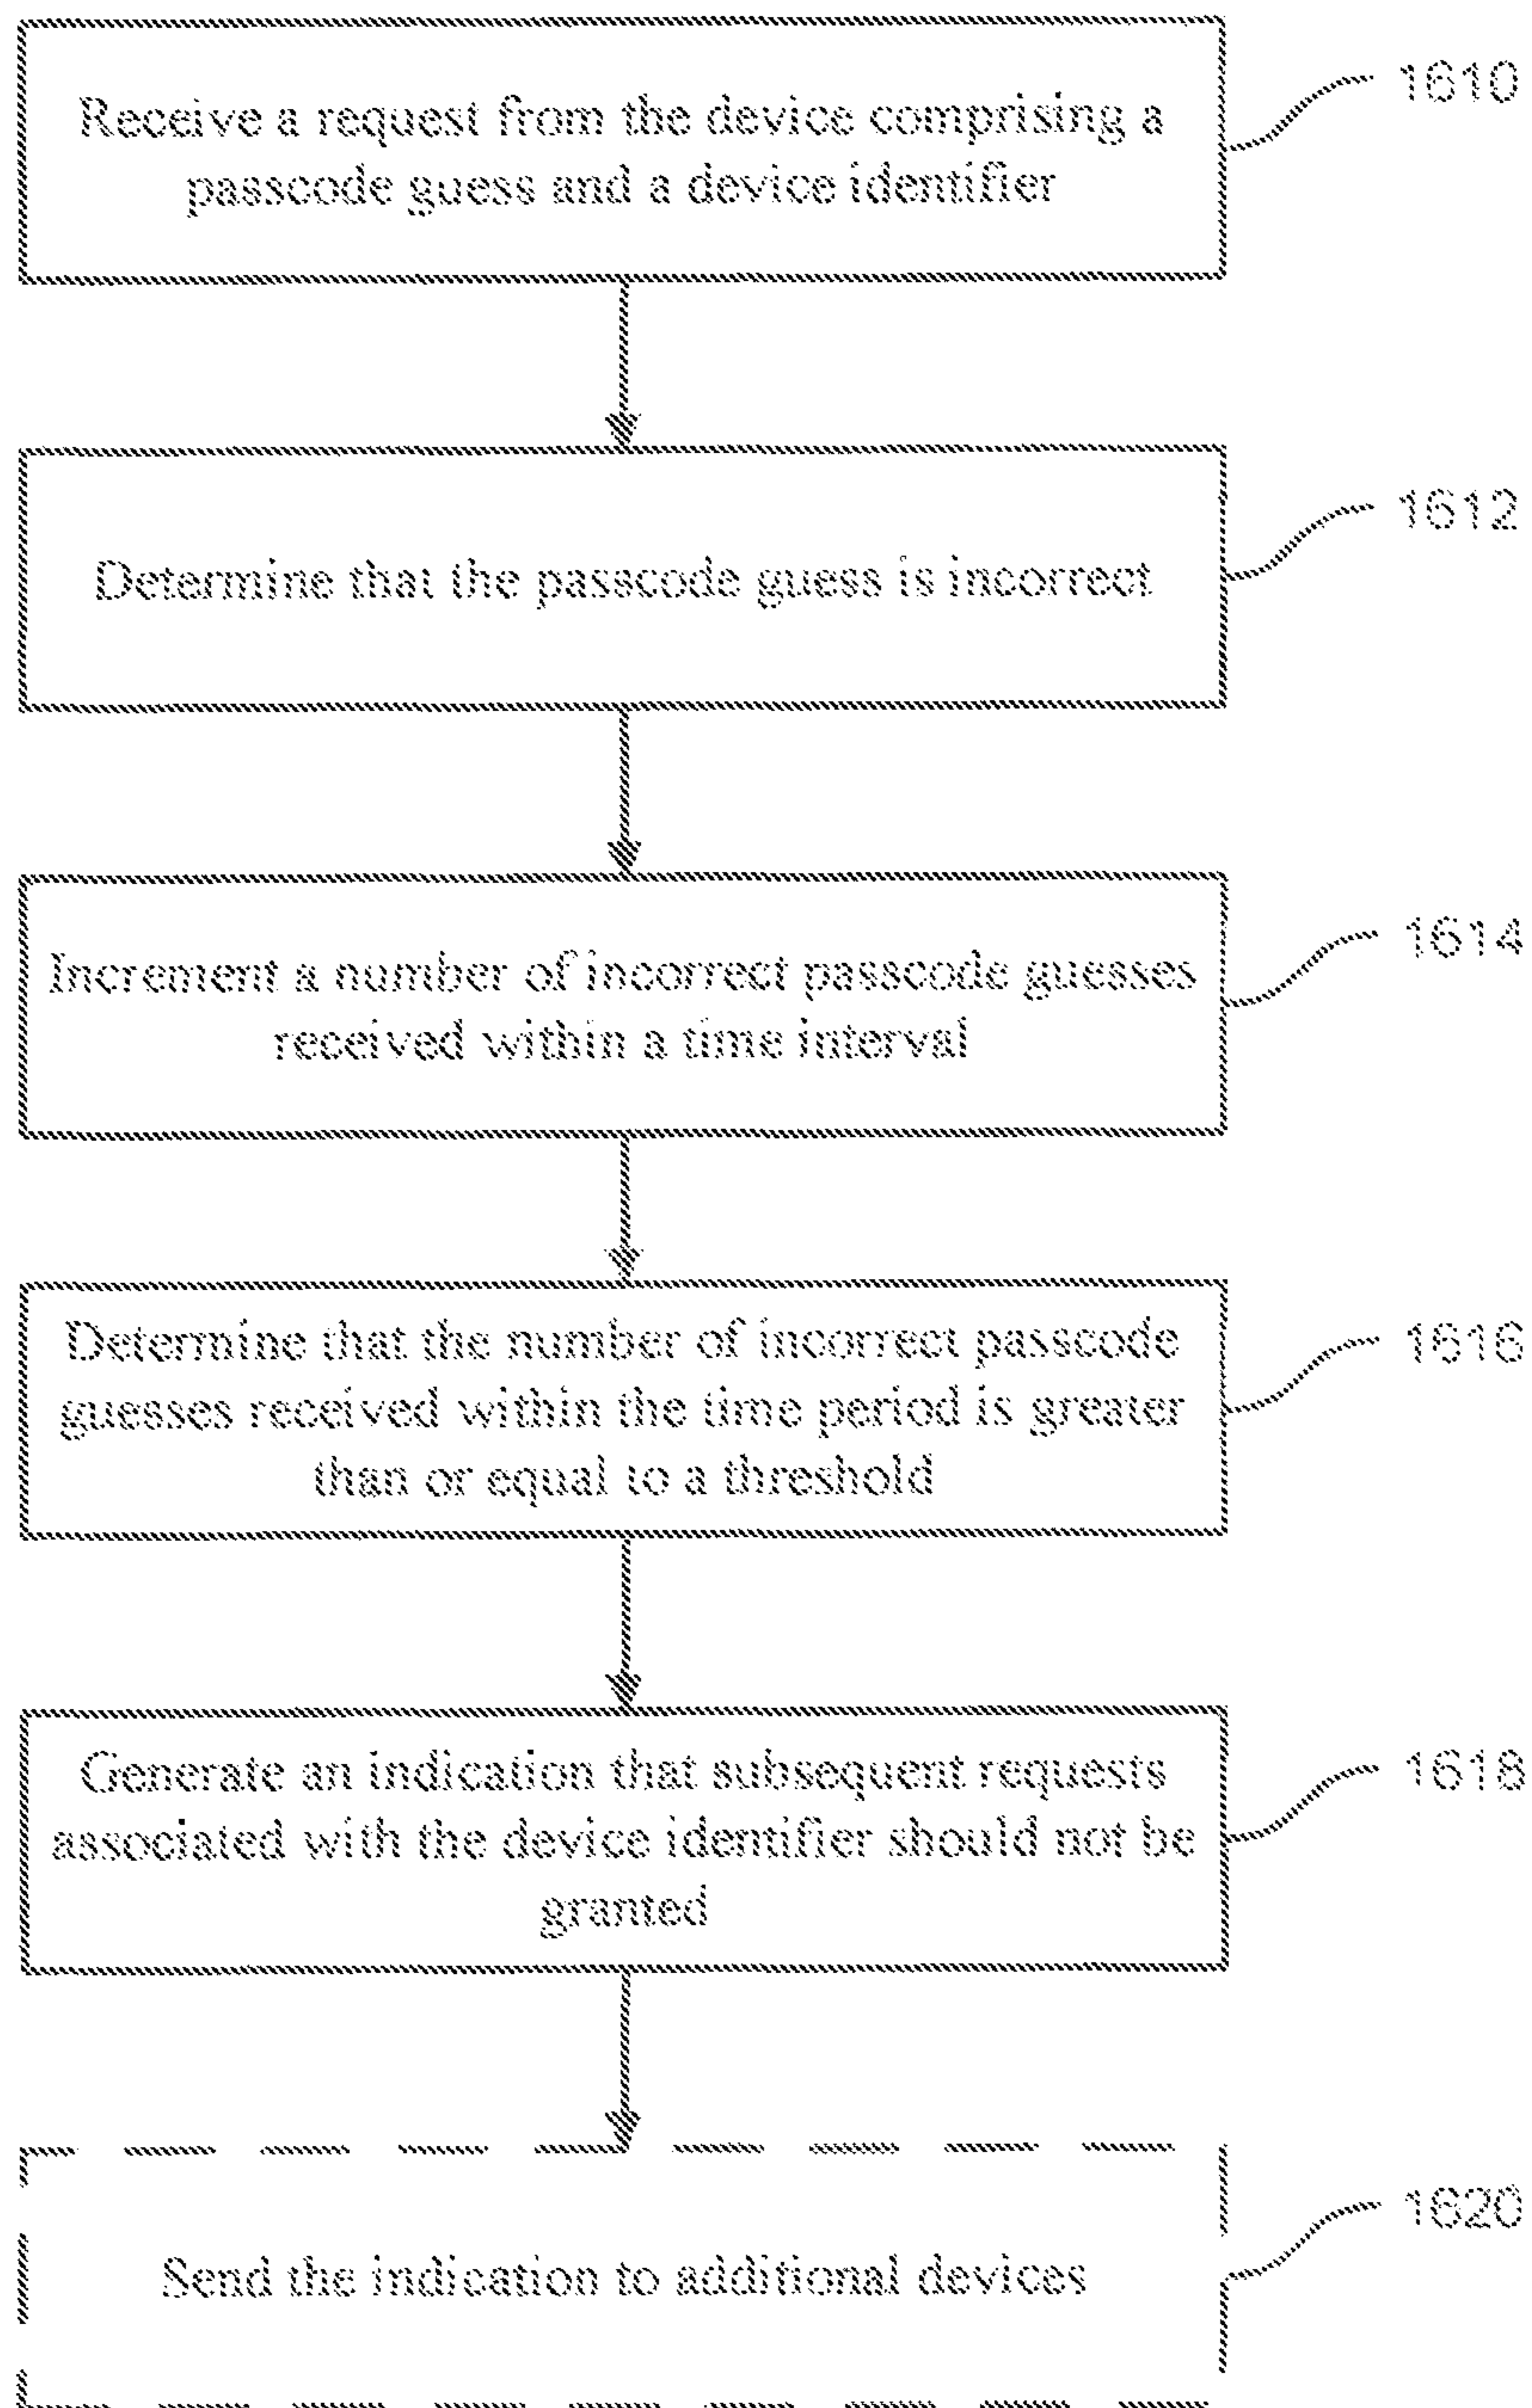 Receive a request from the device comprising a
passcode guess and a device identifier
1610
Determine that the passcode guess is incorrect
1612
Increment a number of incorrect passcode guesses
received within a time interval
1614
Determine that the number of incorrect passcode
guesses received within the time period is greater
than or equal to a threshold
1616
Generate an indication that subsequent requests
associated with the device identifier should not be
granted
1618
Send the indication to additional devices
1620